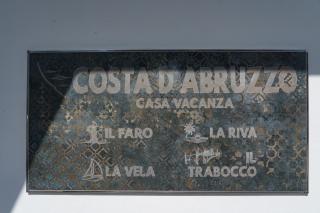 COSTA D'ABRUZZO
CASA VACANZA
IL FARO
LA RIVA
LA VELA
IL
TRABOCCO